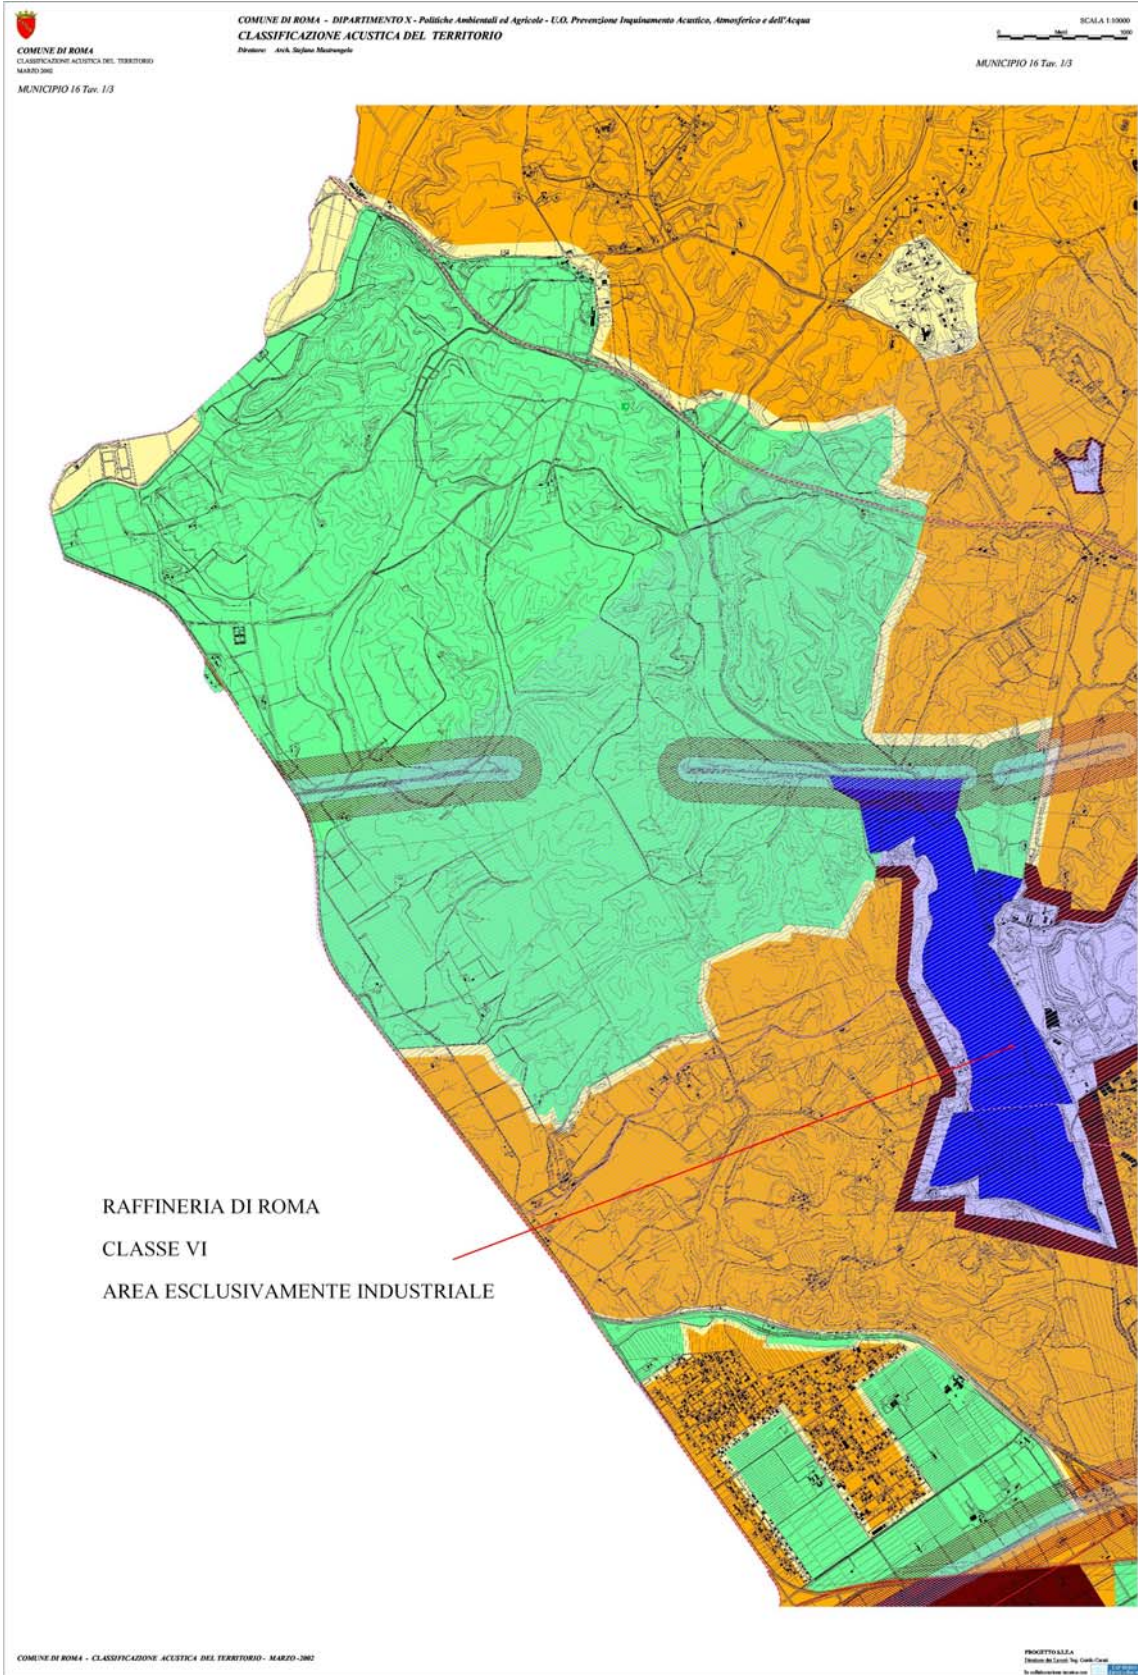 COMUNE DI ROMA
CLASSIFICAZIONE ACUSTICA DEL TERRITORIO
MARZO 2002
MUNICIPIO 16 Tav. 1/3
COMUNE DI ROMA - DIPARTIMENTO X - Politiche Ambientali ed Agricole - U.O. Prevenzione Inquinamento Acustico, Atmosferico e dell'Acqua
CLASSIFICAZIONE ACUSTICA DEL TERRITORIO
Direttore: Arch. Stefano Mastrangelo
SCALA 1:10000
0 Metri 1000
MUNICIPIO 16 Tav. 1/3
RAFFINERIA DI ROMA
CLASSE VI
AREA ESCLUSIVAMENTE INDUSTRIALE
COMUNE DI ROMA - CLASSIFICAZIONE ACUSTICA DEL TERRITORIO - MARZO -2002